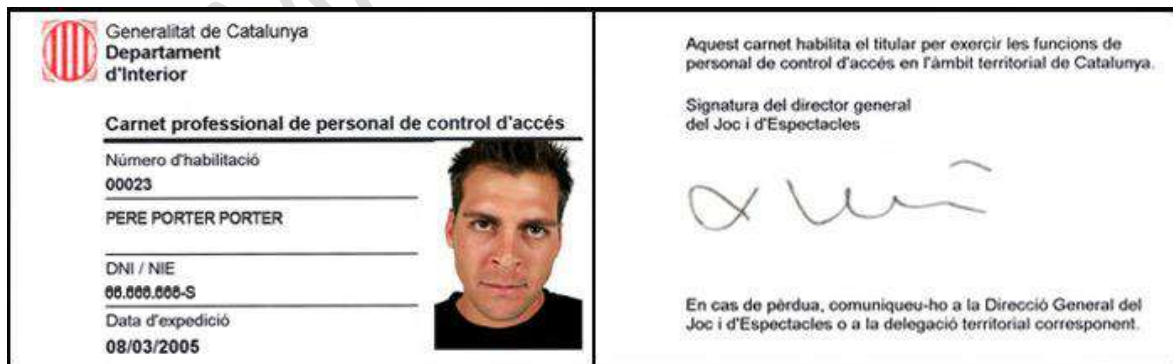 Generalitat de Catalunya
Departament
d'Interior
Carnet professional de personal de control d'accés
Número d'habilitació
00023
PERE PORTER PORTER
DNI / NIE
66.666.666-S
Data d'expedició
08/03/2005
Aquest carnet habilita el titular per exercir les funcions de
personal de control d'accés en l'àmbit territorial de Catalunya.
Signatura del director general
del Joc i d'Espectacles
En cas de pèrdua, comuniqueu-ho a la Direcció General del
Joc i d'Espectacles o a la delegació territorial corresponent.